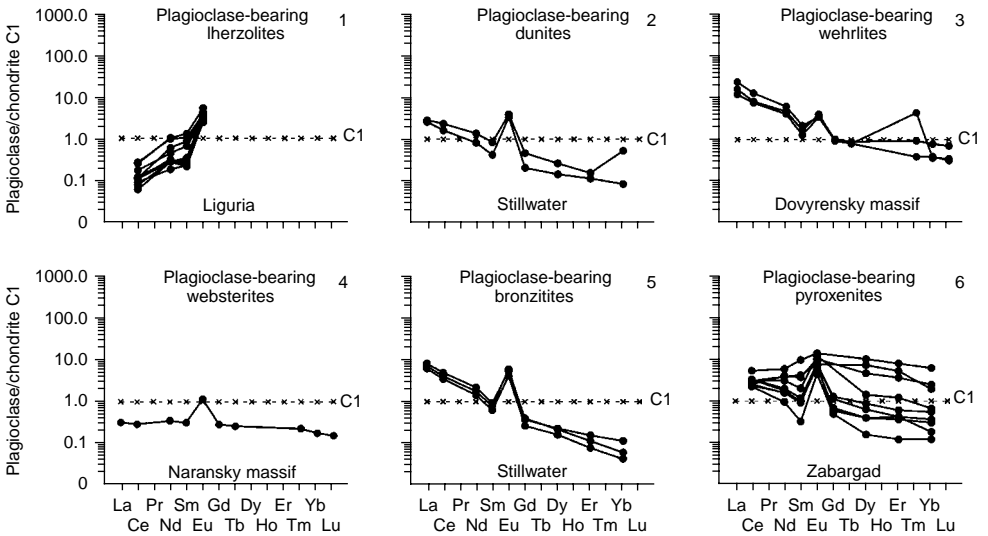 Plagioclase/chondrite C1
1000.0
100.0
10.0
1.0
0.1
0
Plagioclase-bearing
lherzolites
1
C1
Liguria
Plagioclase-bearing
dunites
2
C1
Stillwater
Plagioclase-bearing
wehrlites
3
C1
Dovyrensky massif
Plagioclase/chondrite C1
1000.0
100.0
10.0
1.0
0.1
0
Plagioclase-bearing
websterites
4
C1
Naransky massif
Plagioclase-bearing
bronzitites
5
C1
Stillwater
Plagioclase-bearing
pyroxenites
6
C1
Zabargad
La Pr Sm Gd Dy Er Yb
Ce Nd Eu Tb Ho Tm Lu
La Pr Sm Gd Dy Er Yb
Ce Nd Eu Tb Ho Tm Lu
La Pr Sm Gd Dy Er Yb
Ce Nd Eu Tb Ho Tm Lu